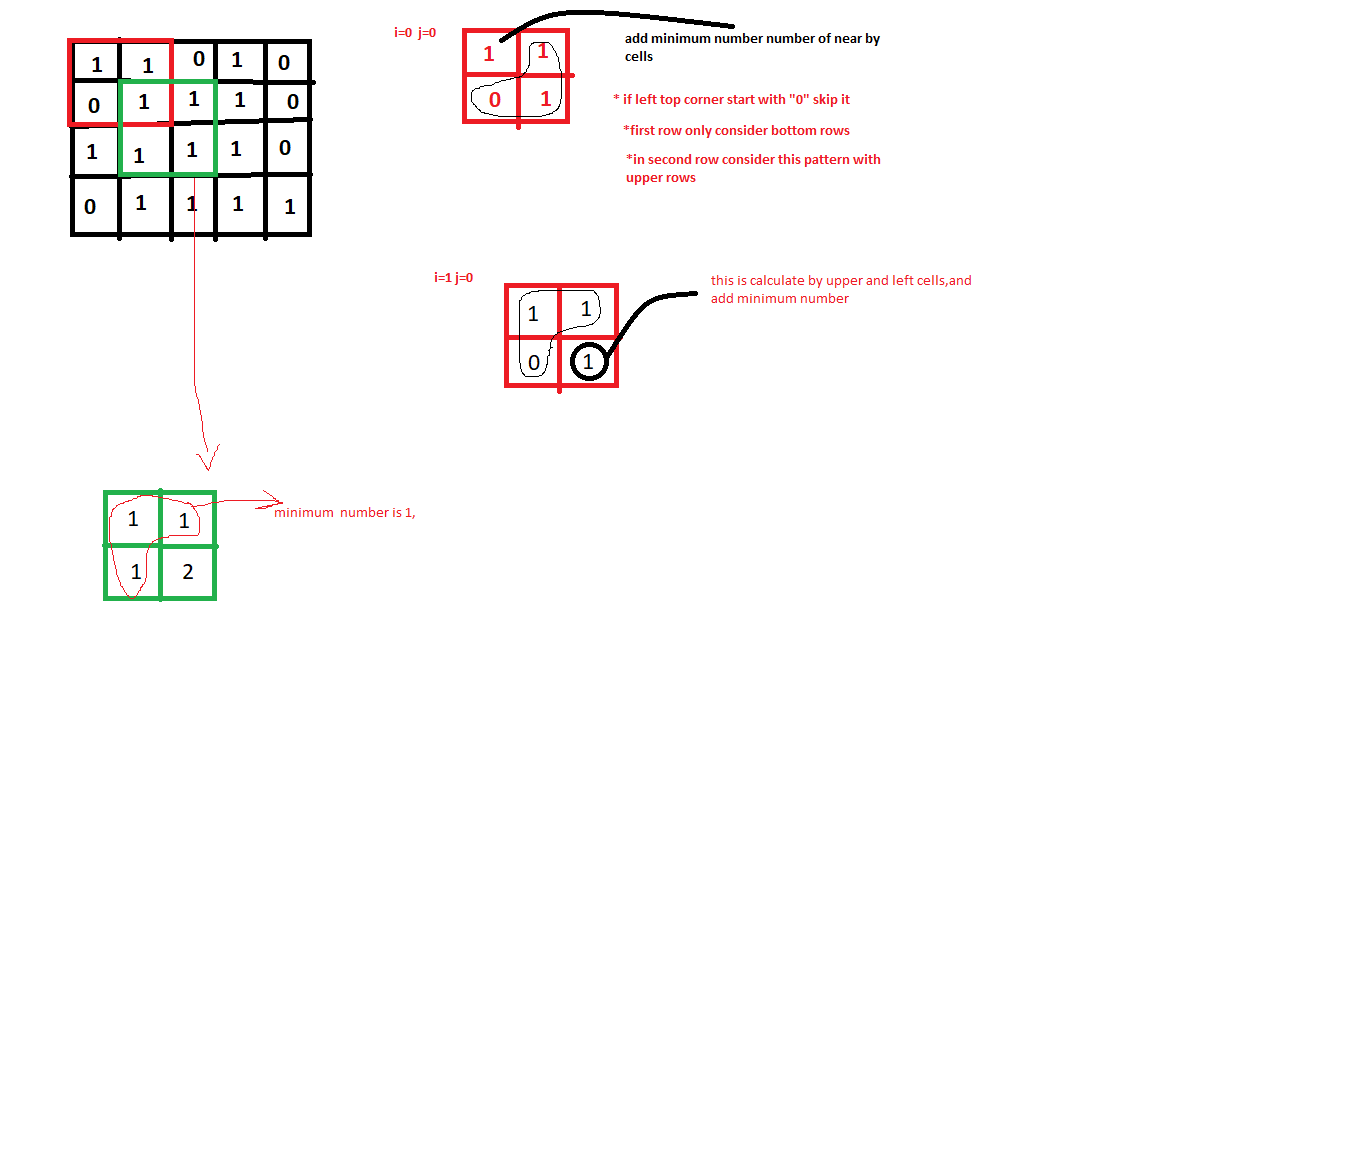 1 1 0 1 0
0 1 1 1 0
1 1 1 1 0
0 1 1 1 1
i=0 j=0
1 1
0 1
add minimum number number of near by
cells
* if left top corner start with "0" skip it
*first row only consider bottom rows
*in second row consider this pattern with
upper rows
i=1 j=0
1 1
0 1
this is calculate by upper and left cells,and
add minimum number
1 1
1 2
minimum number is 1,